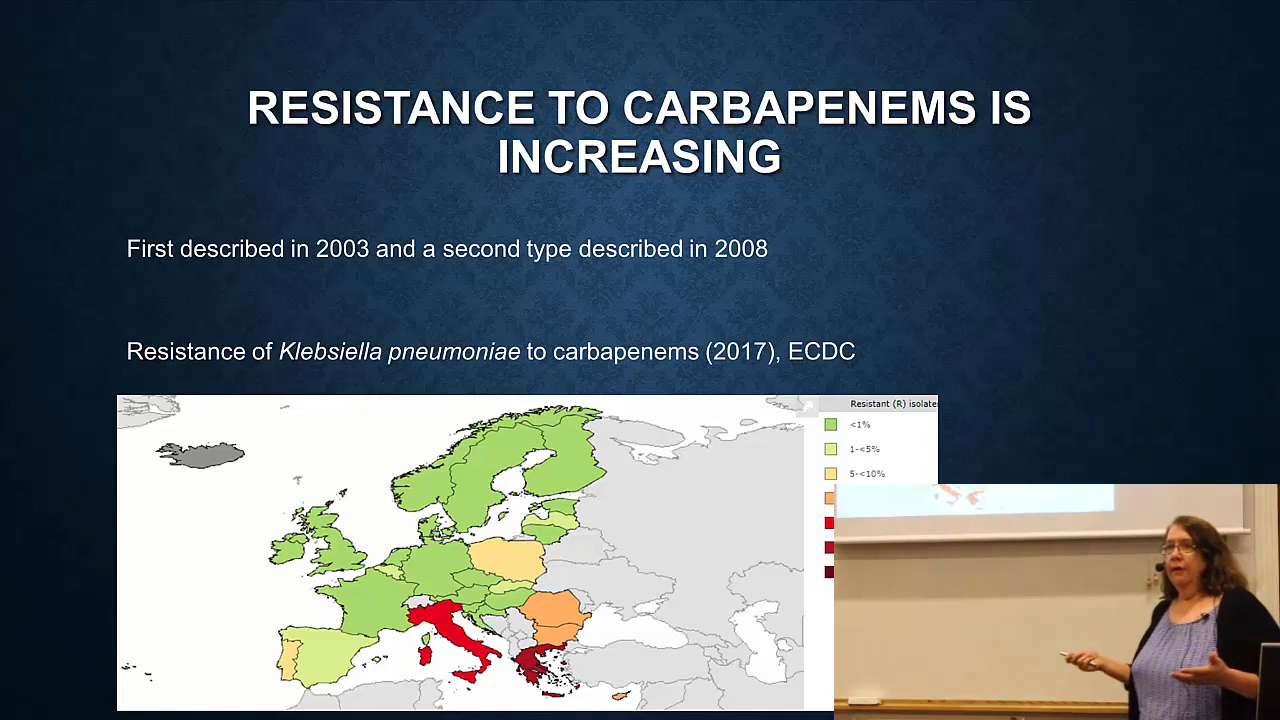 RESISTANCE TO CARBAPENEMS IS
INCREASING
First described in 2003 and a second type described in 2008
Resistance of Klebsiella pneumoniae to carbapenems (2017), ECDC
Resistant (R) isolate
<1%
1-<5%
5-<10%